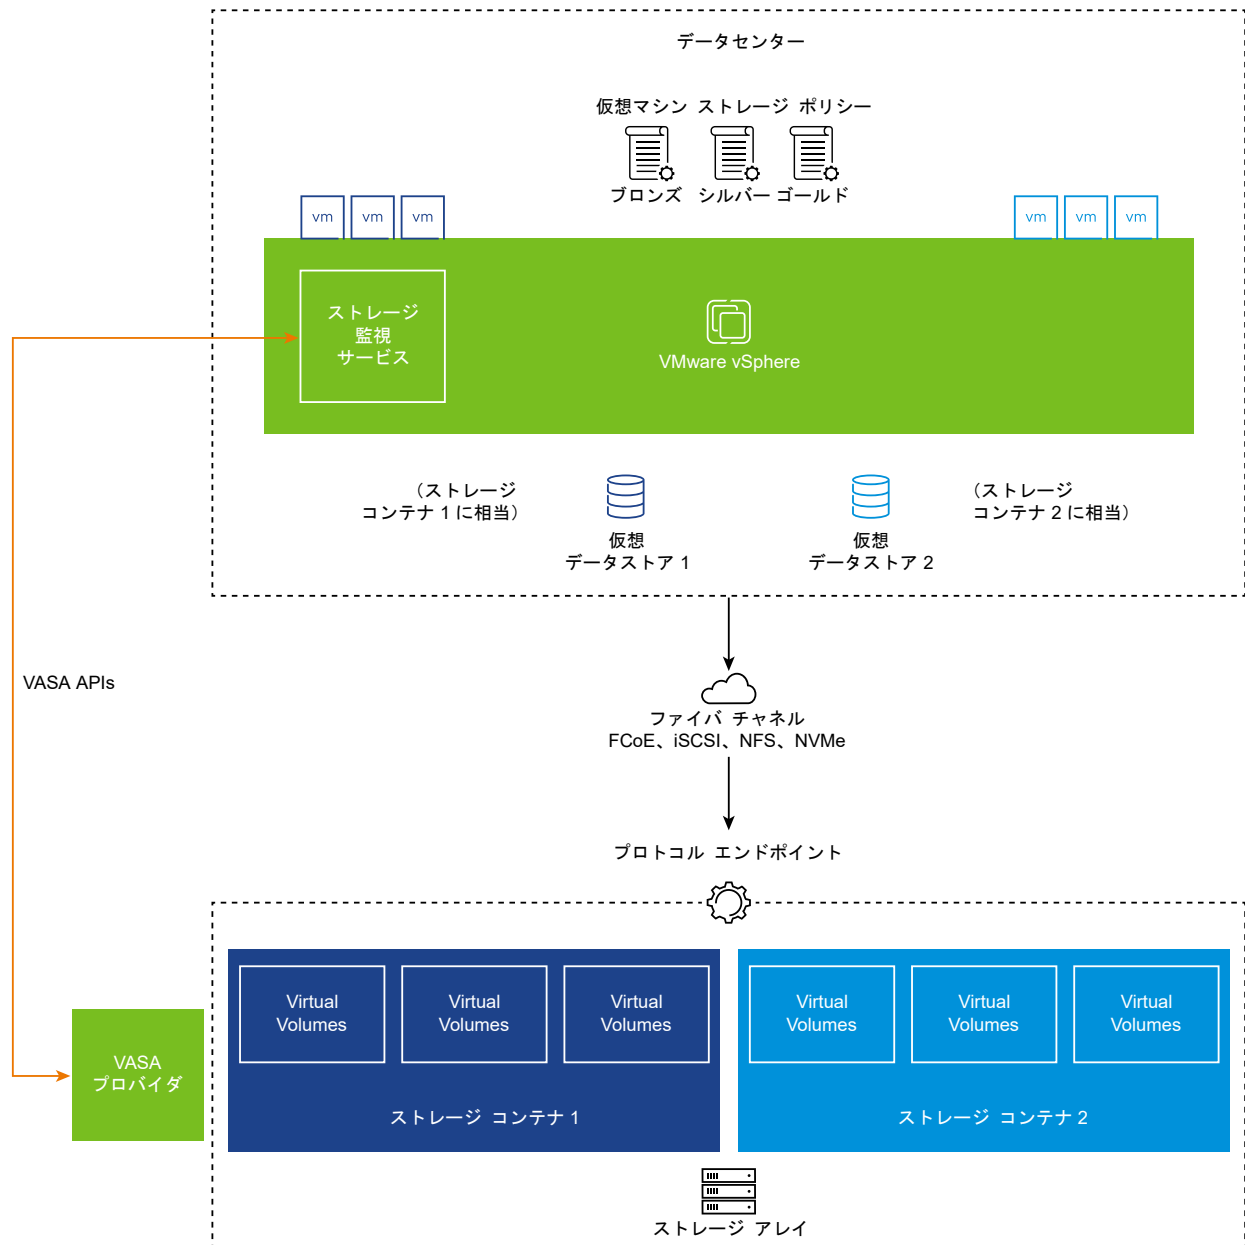 データセンター
仮想マシン ストレージ ポリシー
ブロンズ
シルバー
ゴールド
vm
vm
vm
vm
vm
vm
ストレージ
監視
サービス
VMware vSphere
（ストレージ
コンテナ 1 に相当）
仮想
データストア 1
仮想
データストア 2
（ストレージ
コンテナ 2 に相当）
VASA APIs
ファイバ チャネル
FCoE、iSCSI、NFS、NVMe
プロトコル エンドポイント
VASA
プロバイダ
Virtual
Volumes
Virtual
Volumes
Virtual
Volumes
ストレージ コンテナ 1
Virtual
Volumes
Virtual
Volumes
Virtual
Volumes
ストレージ コンテナ 2
ストレージ アレイ